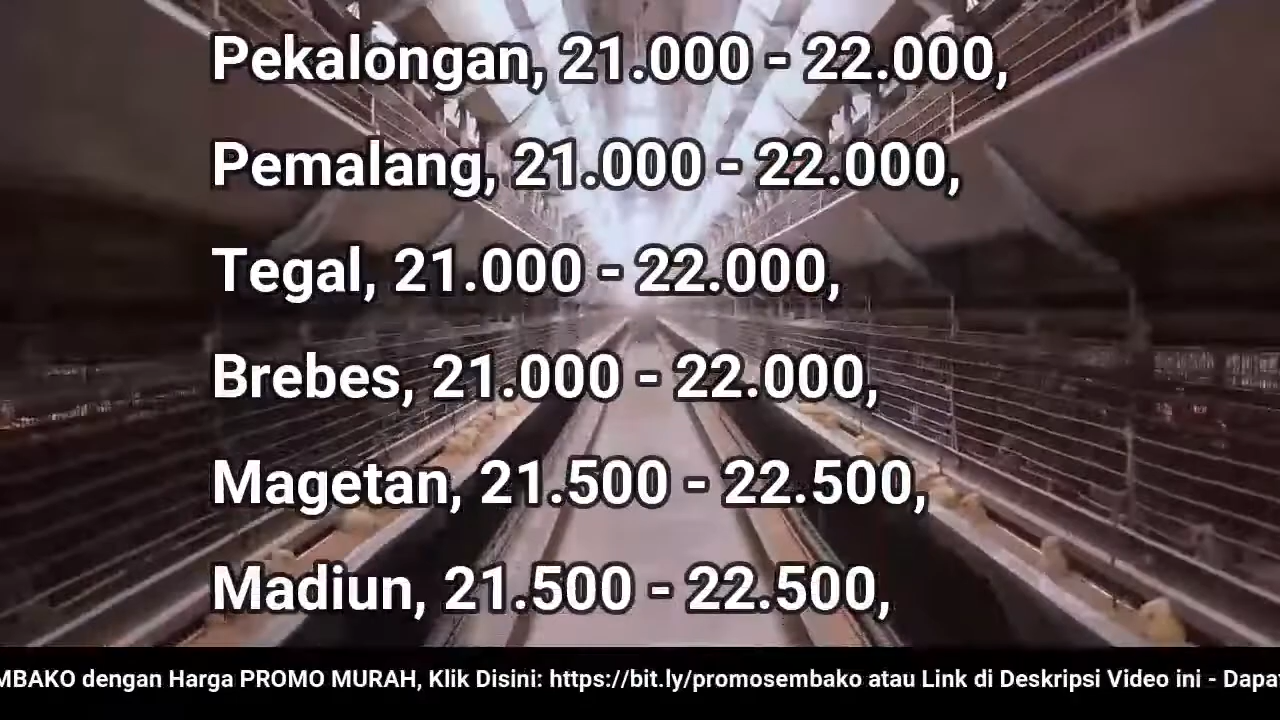 Pekalongan, 21.000 - 22.000,
Pemalang, 21.000 - 22.000,
Tegal, 21.000 - 22.000,
Brebes, 21.000 - 22.000,
Magetan, 21.500 - 22.500,
Madiun, 21.500 - 22.500,
MBAKO dengan Harga PROMO MURAH, Klik Disini: https://bit.ly/promosembako atau Link di Deskripsi Video ini - Dapa